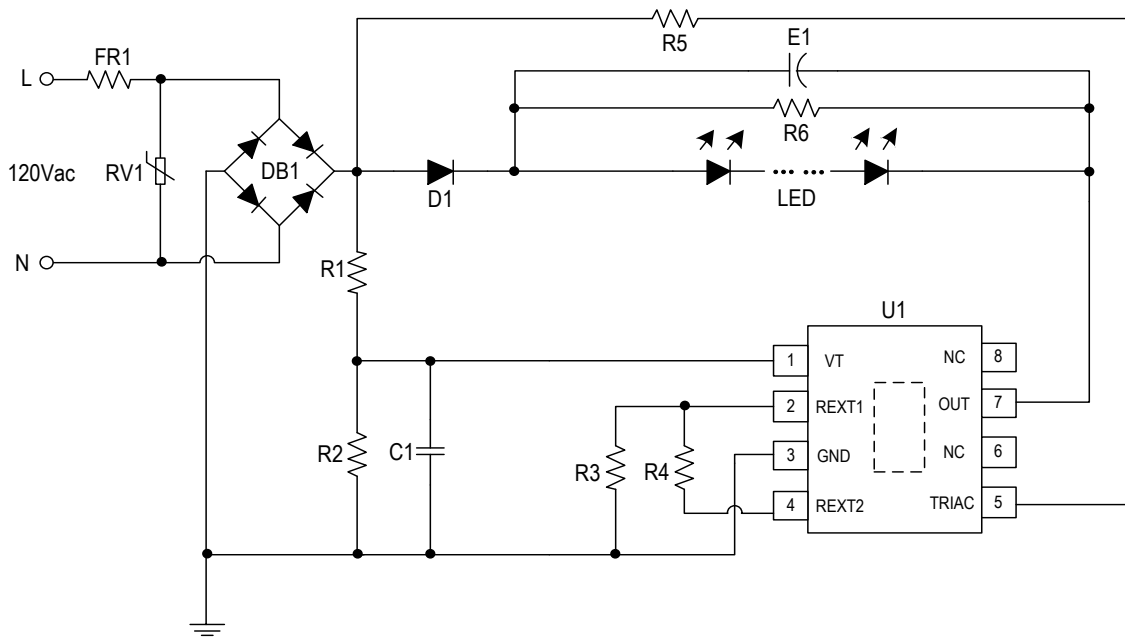 R5
E1
L
FR1
R6
120Vac
RV1
DB1
D1
LED
N
R1
U1
1
VT
NC
8
2
REXT1
OUT
7
R2
C1
R3
R4
3
GND
NC
6
4
REXT2
TRIAC
5